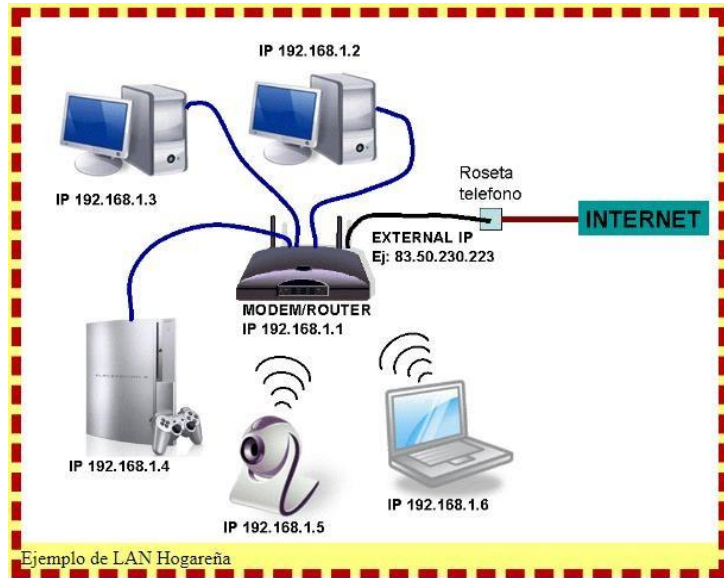 IP 192.168.1.2
IP 192.168.1.3
Roseta
telefono
INTERNET
EXTERNAL IP
Ej: 83.50.230.223
MODEM/ROUTER
IP 192.168.1.1
IP 192.168.1.4
IP 192.168.1.5
IP 192.168.1.6
Ejemplo de LAN Hogareña